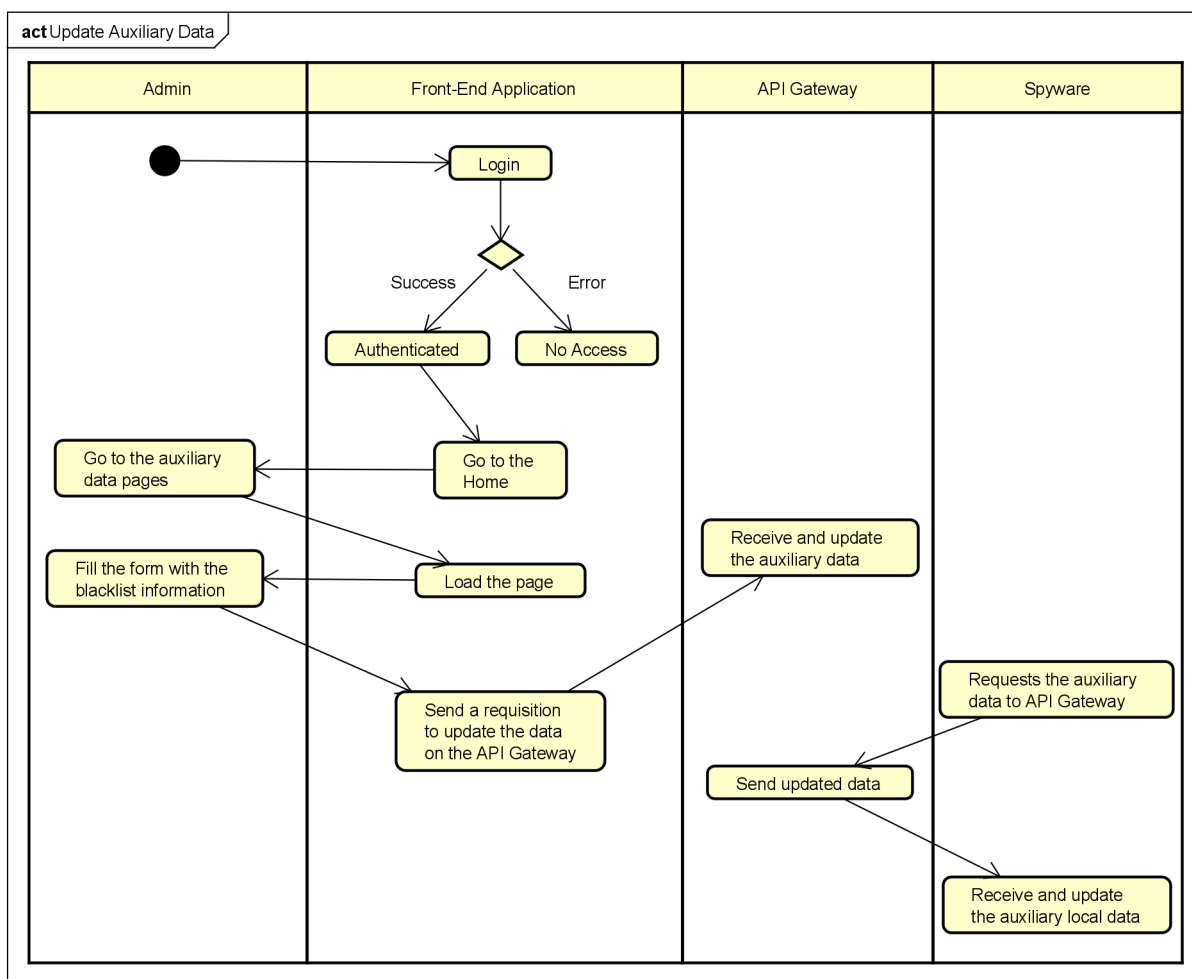 act Update Auxiliary Data
Admin
Front-End Application
API Gateway
Spyware
Login
Success
Error
Authenticated
No Access
Go to the
Home
Go to the auxiliary
data pages
Load the page
Fill the form with the
blacklist information
Send a requisition
to update the data
on the API Gateway
Receive and update
the auxiliary data
Requests the auxiliary
data to API Gateway
Send updated data
Receive and update
the auxiliary local data